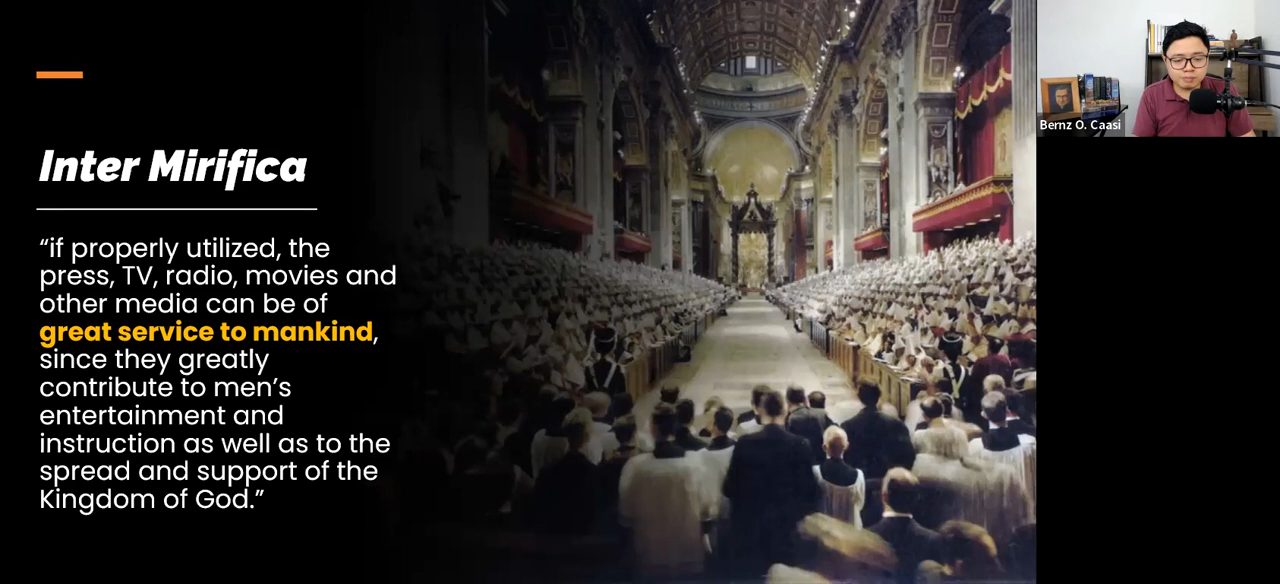 Inter Mirifica
“if properly utilized, the
press, TV, radio, movies and
other media can be of
great service to mankind,
since they greatly
contribute to men’s
entertainment and
instruction as well as to the
spread and support of the
Kingdom of God.”
Bernz O. Caasi